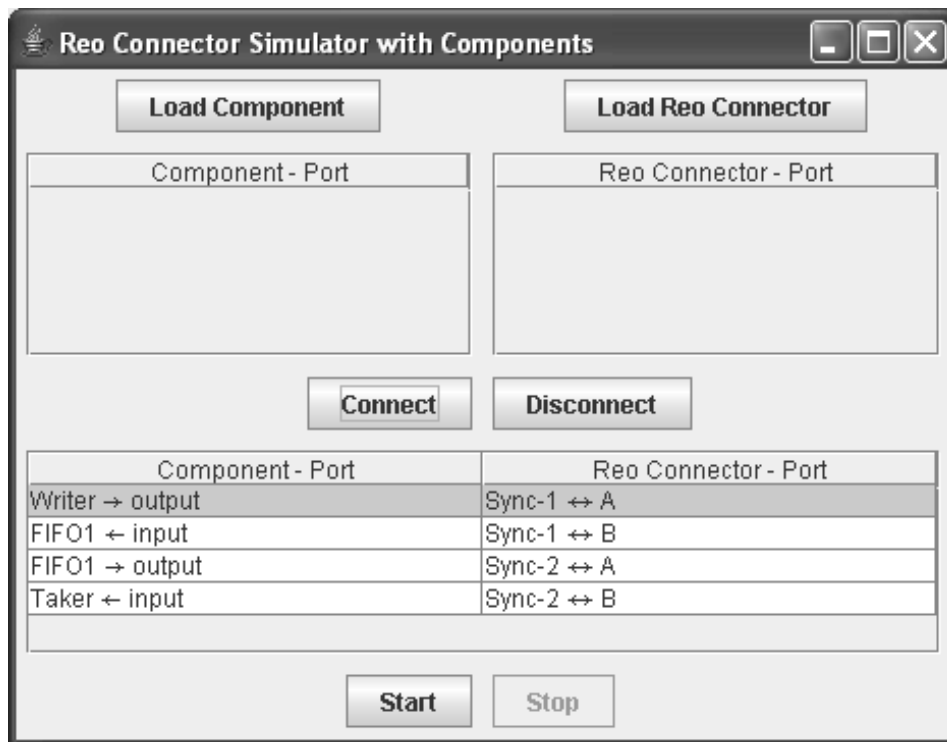 Reo Connector Simulator with Components
Load Component Load Reo Connector
Component - Port Reo Connector - Port
Connect Disconnect
Component - Port Reo Connector - Port
Writer → output Sync-1 ↔ A
FIFO1 ← input Sync-1 ↔ B
FIFO1 → output Sync-2 ↔ A
Taker ← input Sync-2 ↔ B
Start Stop